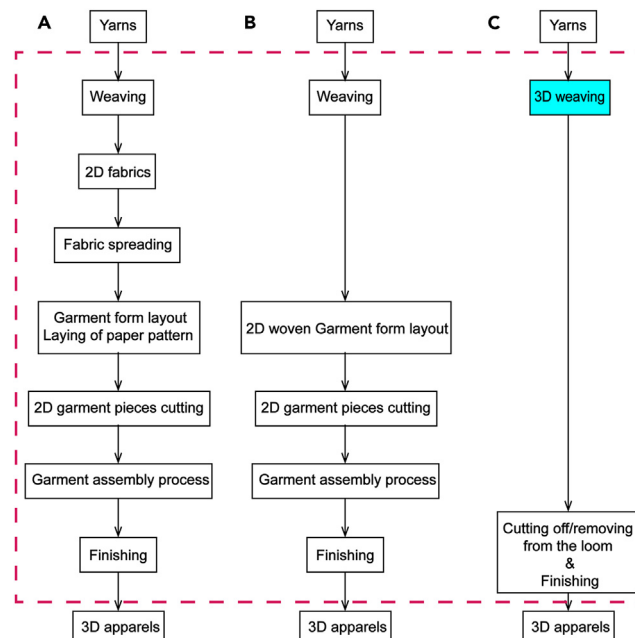 A
Yarns
Weaving
2D fabrics
Fabric spreading
Garment form layout
Laying of paper pattern
2D garment pieces cutting
Garment assembly process
Finishing
3D apparels
B
Yarns
Weaving
2D woven Garment form layout
2D garment pieces cutting
Garment assembly process
Finishing
3D apparels
C
Yarns
3D weaving
Cutting off/removing
from the loom
&
Finishing
3D apparels